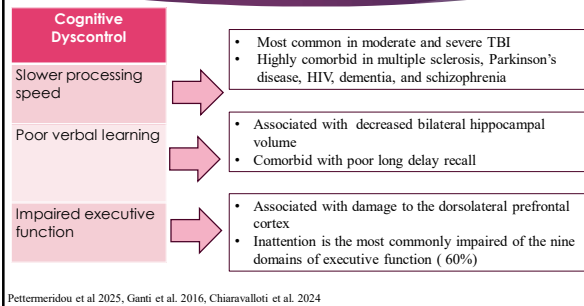 Cognitive
Dyscontrol
Slower processing
speed
• Most common in moderate and severe TBI
• Highly comorbid in multiple sclerosis, Parkinson's
disease, HIV, dementia, and schizophrenia
Poor verbal learning
• Associated with decreased bilateral hippocampal
volume
• Comorbid with poor long delay recall
Impaired executive
function
• Associated with damage to the dorsolateral prefrontal
cortex
• Inattention is the most commonly impaired of the nine
domains of executive function ( 60%)
Pettermeridou et al 2025, Ganti et al. 2016, Chiaravalloti et al. 2024